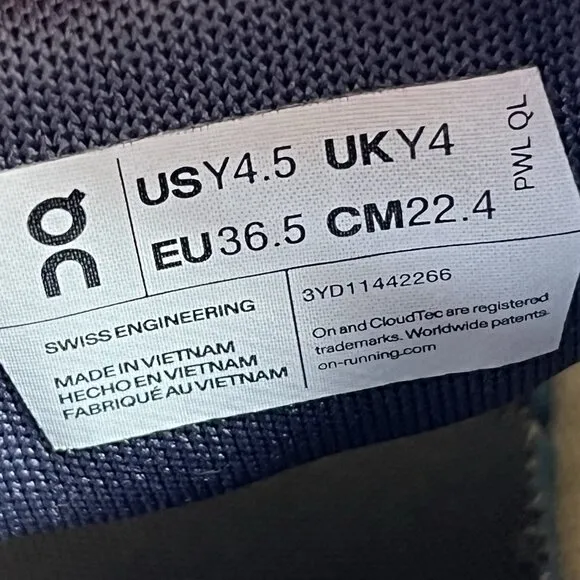 On
USY4.5 UKY4
EU36.5 CM22.4
PWL QL
SWISS ENGINEERING
MADE IN VIETNAM
HECHO EN VIETNAM
FABRIQUÉ AU VIETNAM
3YD11442266
On and CloudTec are registered
trademarks. Worldwide patents.
on-running.com